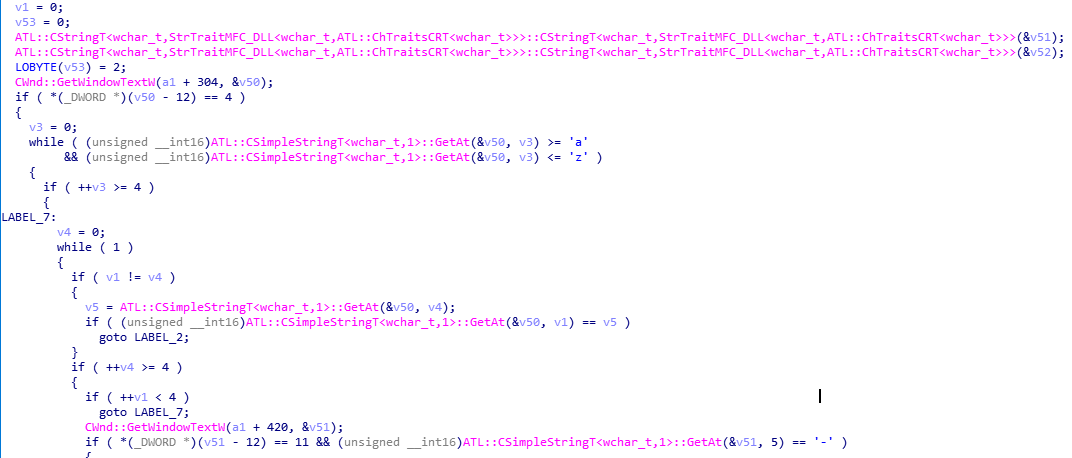 v1 = 0;
v53 = 0;
ATL::CStringT<wchar_t,StrTraitMFC_DLL<wchar_t,ATL::ChTraitsCRT<wchar_t>>>::CStringT<wchar_t,StrTraitMFC_DLL<wchar_t,ATL::ChTraitsCRT<wchar_t>>>(&v51);
ATL::CStringT<wchar_t,StrTraitMFC_DLL<wchar_t,ATL::ChTraitsCRT<wchar_t>>>::CStringT<wchar_t,StrTraitMFC_DLL<wchar_t,ATL::ChTraitsCRT<wchar_t>>>(&v52);
LOBYTE(v53) = 2;
CWnd::GetWindowTextW(a1 + 304, &v50);
if ( *(_DWORD *)(v50 - 12) == 4 )
{
v3 = 0;
while ( (unsigned __int16)ATL::CSimpleStringT<wchar_t,1>::GetAt(&v50, v3) >= 'a'
&& (unsigned __int16)ATL::CSimpleStringT<wchar_t,1>::GetAt(&v50, v3) <= 'z' )
{
if ( ++v3 >= 4 )
{
LABEL_7:
v4 = 0;
while ( 1 )
{
if ( v1 != v4 )
{
v5 = ATL::CSimpleStringT<wchar_t,1>::GetAt(&v50, v4);
if ( (unsigned __int16)ATL::CSimpleStringT<wchar_t,1>::GetAt(&v50, v1) == v5 )
goto LABEL_2;
}
if ( ++v4 >= 4 )
{
if ( ++v1 < 4 )
goto LABEL_7;
CWnd::GetWindowTextW(a1 + 420, &v51);
if ( *(_DWORD *)(v51 - 12) == 11 && (unsigned __int16)ATL::CSimpleStringT<wchar_t,1>::GetAt(&v51, 5) == '-' )
{